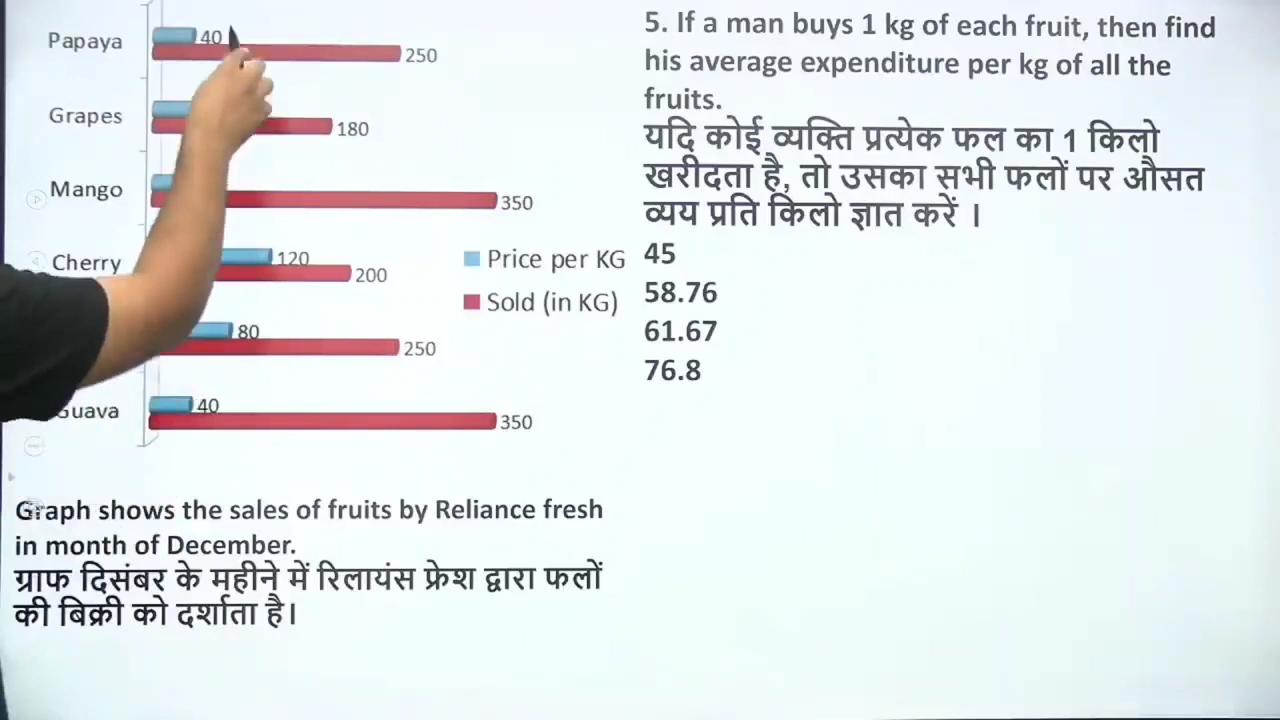 Papaya
40
250
Grapes
180
Mango
350
Cherry
120
200
80
250
Guava
40
350
Price per KG
Sold (in KG)
Graph shows the sales of fruits by Reliance fresh
in month of December.
ग्राफ दिसंबर के महीने में रिलायंस फ्रेश द्वारा फलों
की बिक्री को दर्शाता है।
5. If a man buys 1 kg of each fruit, then find
his average expenditure per kg of all the
fruits.
यदि कोई व्यक्ति प्रत्येक फल का 1 किलो
खरीदता है, तो उसका सभी फलों पर औसत
व्यय प्रति किलो ज्ञात करें ।
45
58.76
61.67
76.8